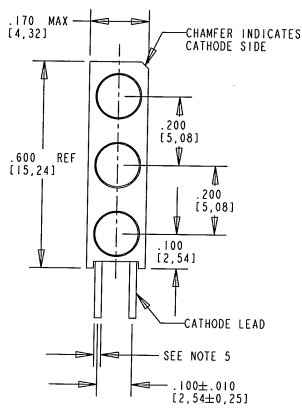 .170 MAX
[4,32]
CHAMFER INDICATES
CATHODE SIDE
.200
[5,08]
.600 REF
[15,24]
.200
[5,08]
.100
[2,54]
CATHODE LEAD
SEE NOTE 5
.100±.010
[2,54±0,25]